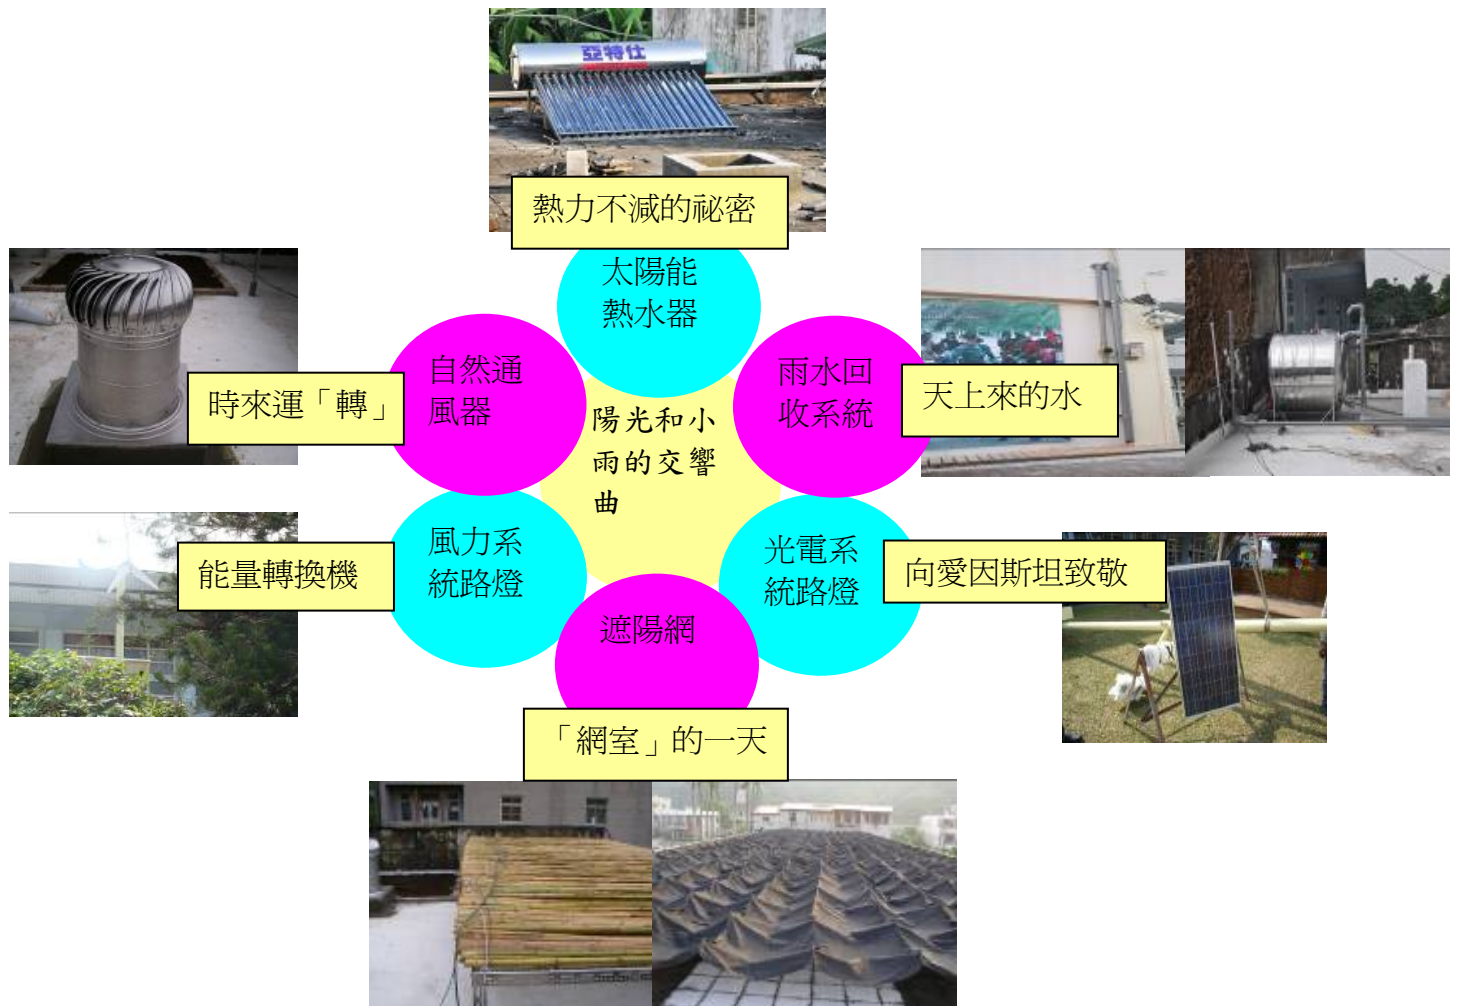 亞特仕
熱力不減的祕密
太陽能
熱水器
自然通
風器
時來運「轉」
雨水回
收系統
天上來的水
陽光和小
雨的交響
曲
風力系
統路燈
能量轉換機
光電系
統路燈
向愛因斯坦致敬
遮陽網
「網室」的一天